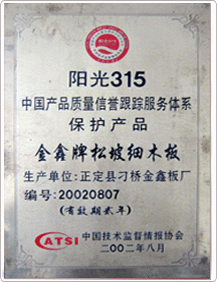 阳光315
中国产品质量信誉跟踪服务体系
保护产品
金鑫牌松坡细木板
生产单位:正定县刁桥金鑫板厂
编号:20020807
(有效期贰年)
CATSI
中国技术监督情报协会
二00二年八月